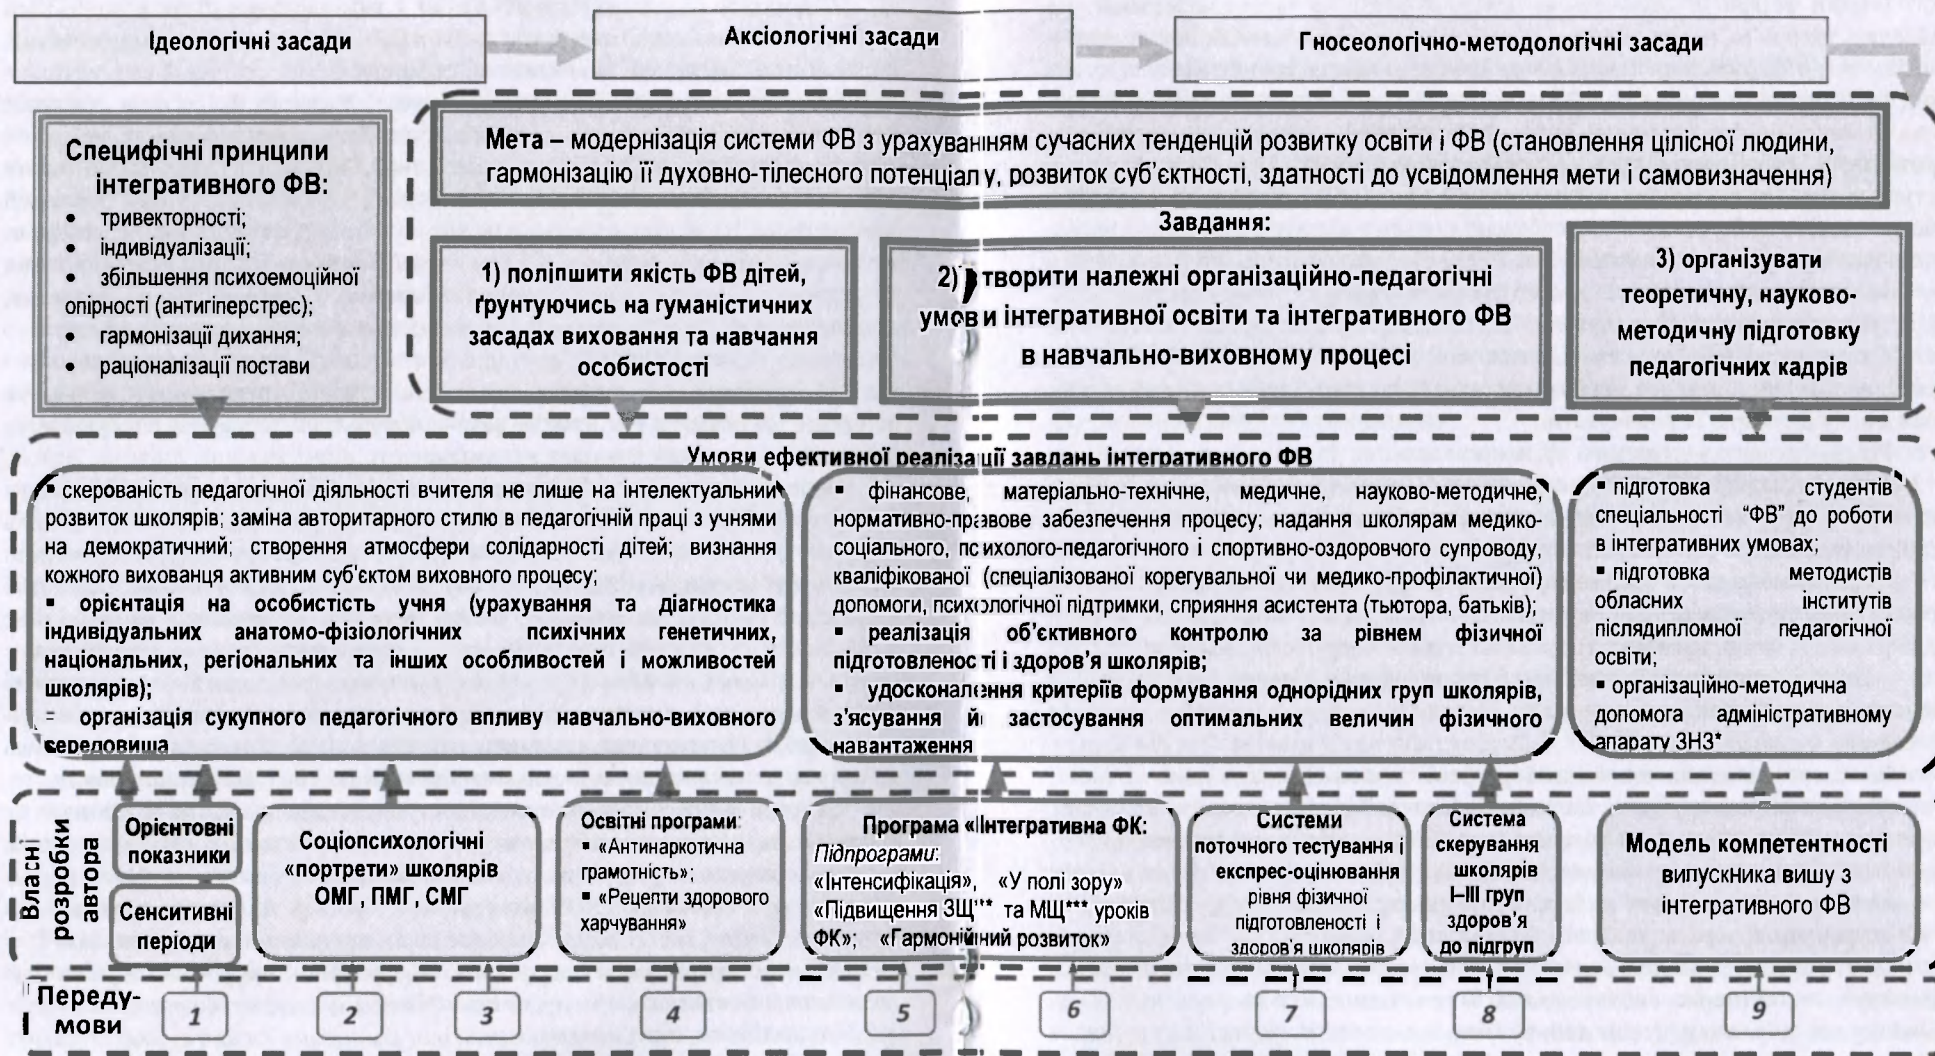 Ідеологічні засади
Аксіологічні засади
Гносеологічно-методологічні засади
Специфічні принципи
інтегративного ФВ:
• тривекторності;
• індивідуалізації;
збільшення психоемоційної
опірності (антигіперстрес);
• гармонізації дихання;
• раціоналізації постави
Мета – модернізація системи ФВ з урахуванням сучасних тенденцій розвитку освіти і ФВ (становлення цілісної людини,
гармонізацію її духовно-тілесного потенціалу, розвиток суб'єктності, здатності до усвідомлення мети і самовизначення)
Завдання:
1) поліпшити якість ФВ дітей,
ґрунтуючись на гуманістичних
засадах виховання та навчання
особистості
2) творити належні організаційно-педагогічні
умови інтегративної освіти та інтегративного ФВ
в навчально-виховному процесі
3) організувати
теоретичну, науково-
методичну підготовку
педагогічних кадрів
Умови ефективної реалізації завдань інтегративного ФВ
▪ скерованість педагогічної діяльності вчителя не лише на інтелектуальний
розвиток школярів; заміна авторитарного стилю в педагогічній праці з учнями
на демократичний; створення атмосфери солідарності дітей; визнання
кожного вихованця активним суб'єктом виховного процесу;
▪ орієнтація на особистість учня (урахування та діагностика
індивідуальних анатомо-фізіологічних психічних генетичних,
національних, регіональних та інших особливостей і можливостей
школярів);
▪ організація сукупного педагогічного впливу навчально-виховного
середовища
▪ фінансове, матеріально-технічне, медичне, науково-методичне,
нормативно-правове забезпечення процесу; надання школярам медико-
соціального, психолого-педагогічного і спортивно-оздоровчого супроводу,
кваліфікованої (спеціалізованої корегувальної чи медико-профілактичної)
допомоги, психологічної підтримки, сприяння асистента (тьютора, батьків);
▪ реалізація об'єктивного контролю за рівнем фізичної
підготовленості і здоров'я школярів;
▪ удосконалення критеріїв формування однорідних груп школярів,
з'ясування й застосування оптимальних величин фізичного
навантаження
▪ підготовка студентів
спеціальності “ФВ” до роботи
в інтегративних умовах;
▪ підготовка методистів
обласних інститутів
післядипломної педагогічної
освіти;
▪ організаційно-методична
допомога адміністративному
апарату ЗНЗ*
Власні
розробки
автора
Орієнтовні
показники
Сенситивні
періоди
Соціопсихологічні
«портрети» школярів
ОМГ, ПМГ, СМГ
Освітні програми:
▪ «Антинаркотична
грамотність»;
▪ «Рецепти здорового
харчування»
Програма «Інтегративна ФК:
Підпрограми:
«Інтенсифікація», «У полі зору»
«Підвищення ЗЩ*** та МЩ*** уроків
ФК»; «Гармонійний розвиток»
Системи
поточного тестування і
експрес-оцінювання
рівня фізичної
підготовленості і
здоров'я школярів
Система
скерування
школярів
І–ІІІ груп
здоров'я
до підгруп
Модель компетентності
випускНика вишу з
інтегративного ФВ
Переду-
мови
1
2
3
4
5
6
7
8
9